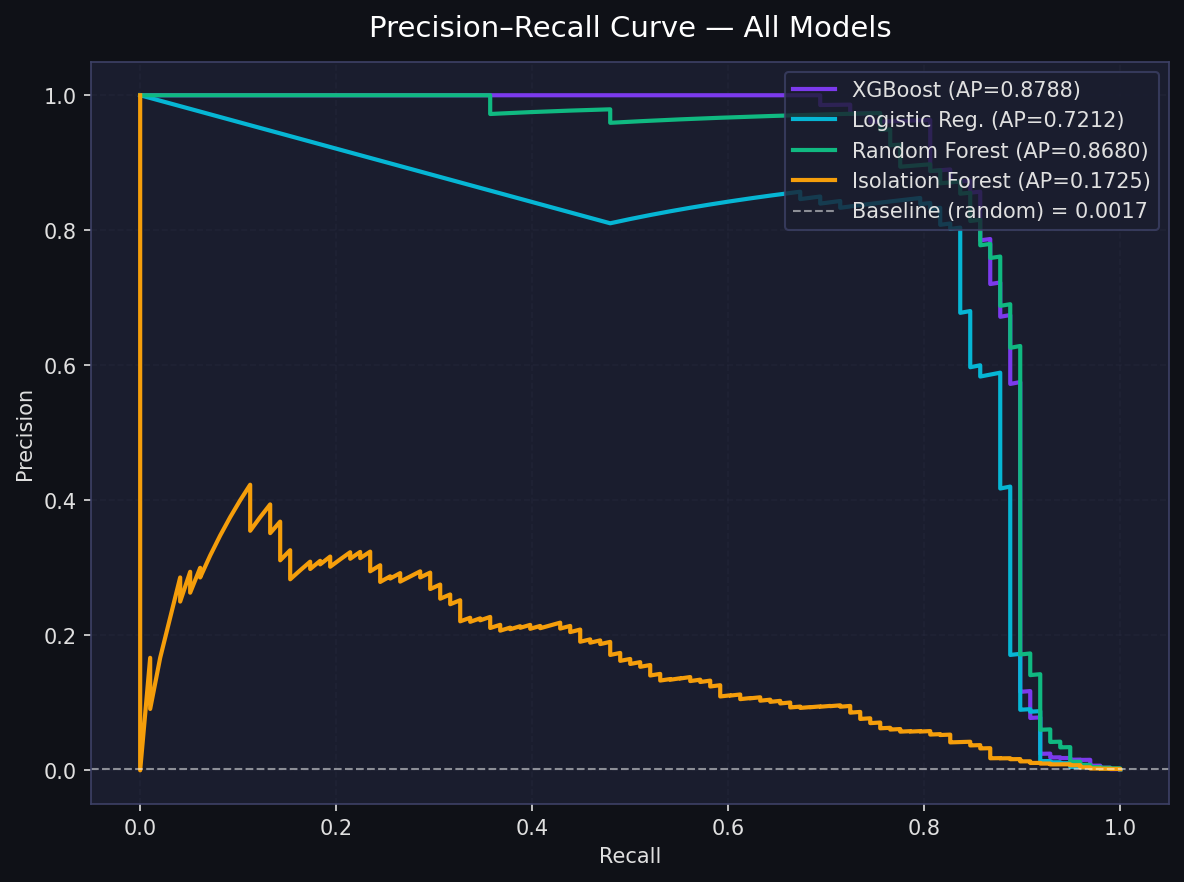 Precision–Recall Curve — All Models
XGBoost (AP=0.8788)
Logistic Reg. (AP=0.7212)
Random Forest (AP=0.8680)
Isolation Forest (AP=0.1725)
Baseline (random) = 0.0017
1.0
0.8
0.6
0.4
0.2
0.0
Precision
0.0 0.2 0.4 0.6 0.8 1.0
Recall